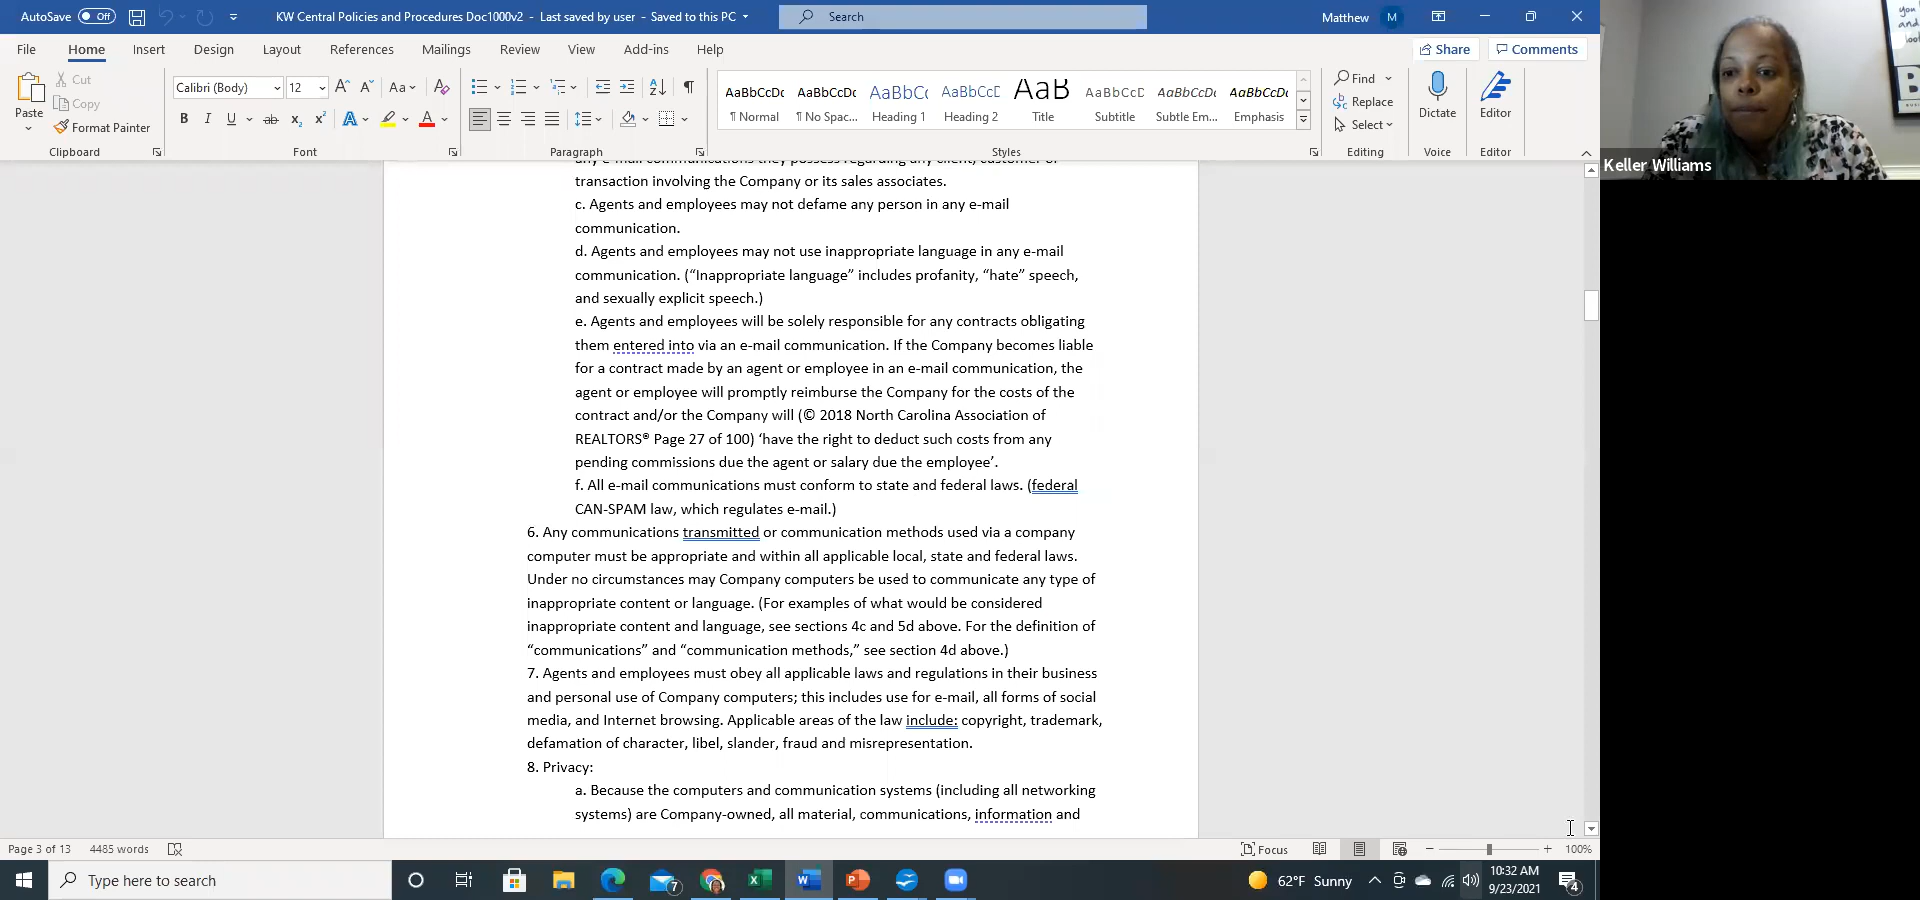 AutoSave Off KW Central Policies and Procedures Doc1000v2 - Last saved by user - Saved to this PC Search Matthew M
File Home Insert Design Layout References Mailings Review View Add-ins Help Share Comments
Paste Cut Copy Format Painter
Calibri (Body) 12 Aa
B I U ab x₂ x² A A
AaBbCcDc AaBbCcDc AaBbCc AaBbCcD AaB AaBbCcD AaBbCcDt AaBbCcDt
¶ Normal ¶ No Spac... Heading 1 Heading 2 Title Subtitle Subtle Em... Emphasis
Find Replace Select
Dictate Editor
Clipboard Font Paragraph Styles Editing Voice Editor
Keller Williams
any e-mail communications they possess regarding any client, customer or
transaction involving the Company or its sales associates.
c. Agents and employees may not defame any person in any e-mail
communication.
d. Agents and employees may not use inappropriate language in any e-mail
communication. (“Inappropriate language” includes profanity, “hate” speech,
and sexually explicit speech.)
e. Agents and employees will be solely responsible for any contracts obligating
them entered into via an e-mail communication. If the Company becomes liable
for a contract made by an agent or employee in an e-mail communication, the
agent or employee will promptly reimburse the Company for the costs of the
contract and/or the Company will (© 2018 North Carolina Association of
REALTORS® Page 27 of 100) ‘have the right to deduct such costs from any
pending commissions due the agent or salary due the employee’.
f. All e-mail communications must conform to state and federal laws. (federal
CAN-SPAM law, which regulates e-mail.)
6. Any communications transmitted or communication methods used via a company
computer must be appropriate and within all applicable local, state and federal laws.
Under no circumstances may Company computers be used to communicate any type of
inappropriate content or language. (For examples of what would be considered
inappropriate content and language, see sections 4c and 5d above. For the definition of
“communications” and “communication methods,” see section 4d above.)
7. Agents and employees must obey all applicable laws and regulations in their business
and personal use of Company computers; this includes use for e-mail, all forms of social
media, and Internet browsing. Applicable areas of the law include: copyright, trademark,
defamation of character, libel, slander, fraud and misrepresentation.
8. Privacy:
a. Because the computers and communication systems (including all networking
systems) are Company-owned, all material, communications, information and
Page 3 of 13 4485 words Focus 100%
Type here to search 7 62°F Sunny 10:32 AM
9/23/2021 4